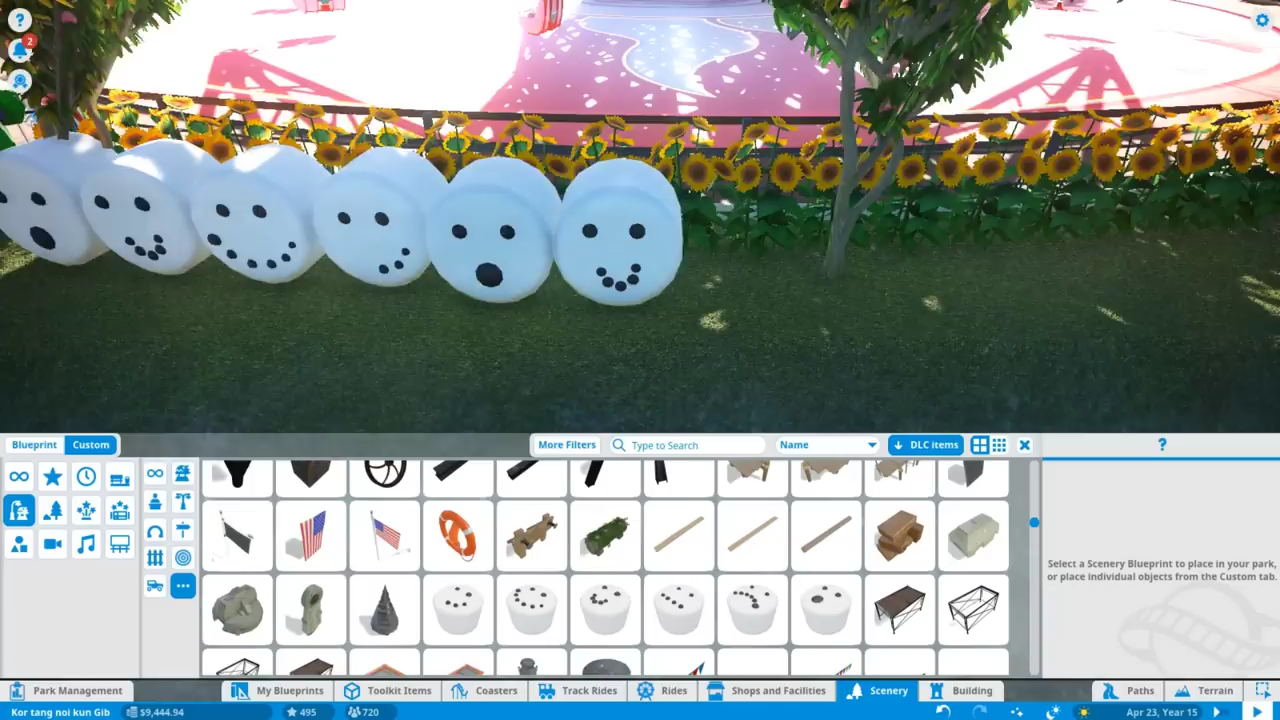 ?
2
Blueprint Custom More Filters Type to Search Name DLC items ?
Select a Scenery Blueprint to place in your park,
or place individual objects from the Custom tab.
Park Management My Blueprints Toolkit Items Coasters Track Rides Rides Shops and Facilities Scenery Building Paths Terrain
Kor tang noi kun Gib $9,444.94 495 720 Apr 23, Year 15